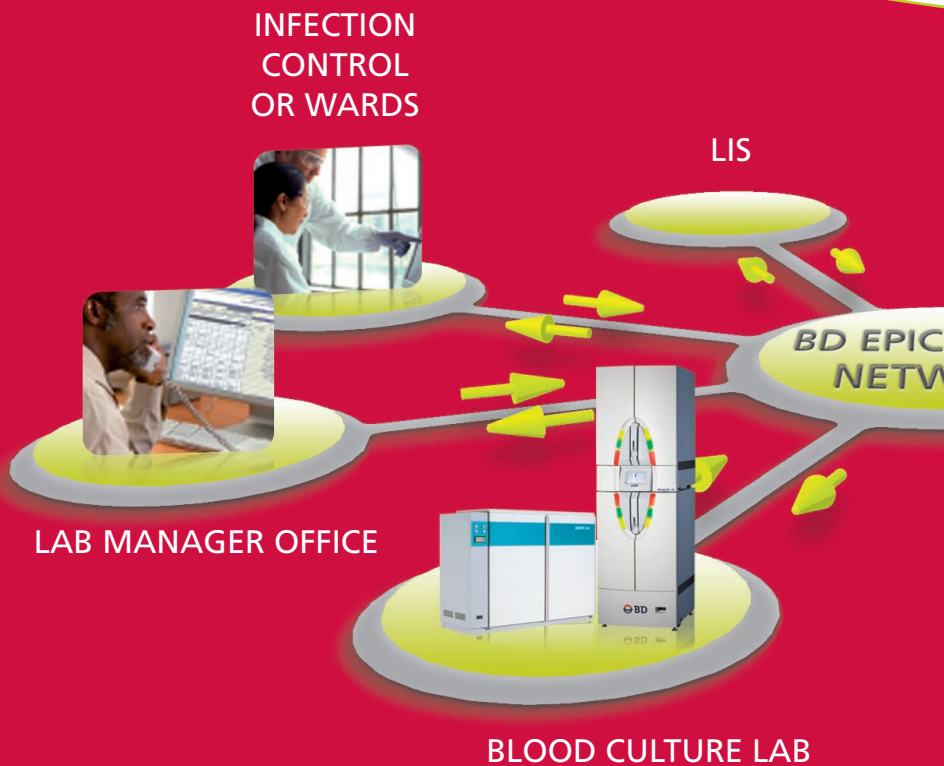 INFECTION
CONTROL
OR WARDS
LIS
BD EPIC
NETW
LAB MANAGER OFFICE
BD
BLOOD CULTURE LAB